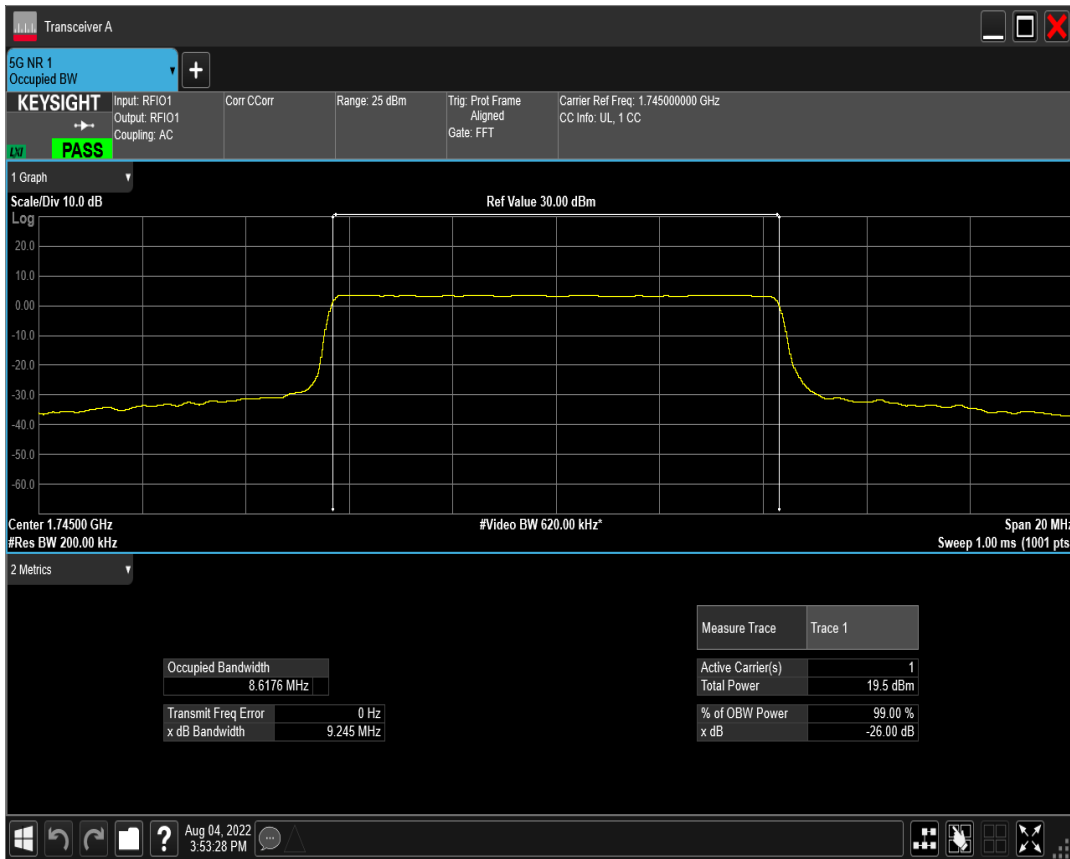 Transceiver A
5G NR 1
Occupied BW
KEYSIGHT
LXI
PASS
Input: RFIO1
Output: RFIO1
Coupling: AC
Corr CCorr
Range: 25 dBm
Trig: Prot Frame
Aligned
Gate: FFT
Carrier Ref Freq: 1.745000000 GHz
CC Info: UL, 1 CC
1 Graph
Scale/Div 10.0 dB
Ref Value 30.00 dBm
Log
20.0
10.0
0.00
-10.0
-20.0
-30.0
-40.0
-50.0
-60.0
Center 1.74500 GHz
#Video BW 620.00 kHz*
Span 20 MHz
#Res BW 200.00 kHz
Sweep 1.00 ms (1001 pts
2 Metrics
Measure Trace Trace 1
Occupied Bandwidth
8.6176 MHz
Active Carrier(s) 1
Total Power 19.5 dBm
Transmit Freq Error 0 Hz
x dB Bandwidth 9.245 MHz
% of OBW Power 99.00 %
x dB -26.00 dB
?
Aug 04, 2022
3:53:28 PM